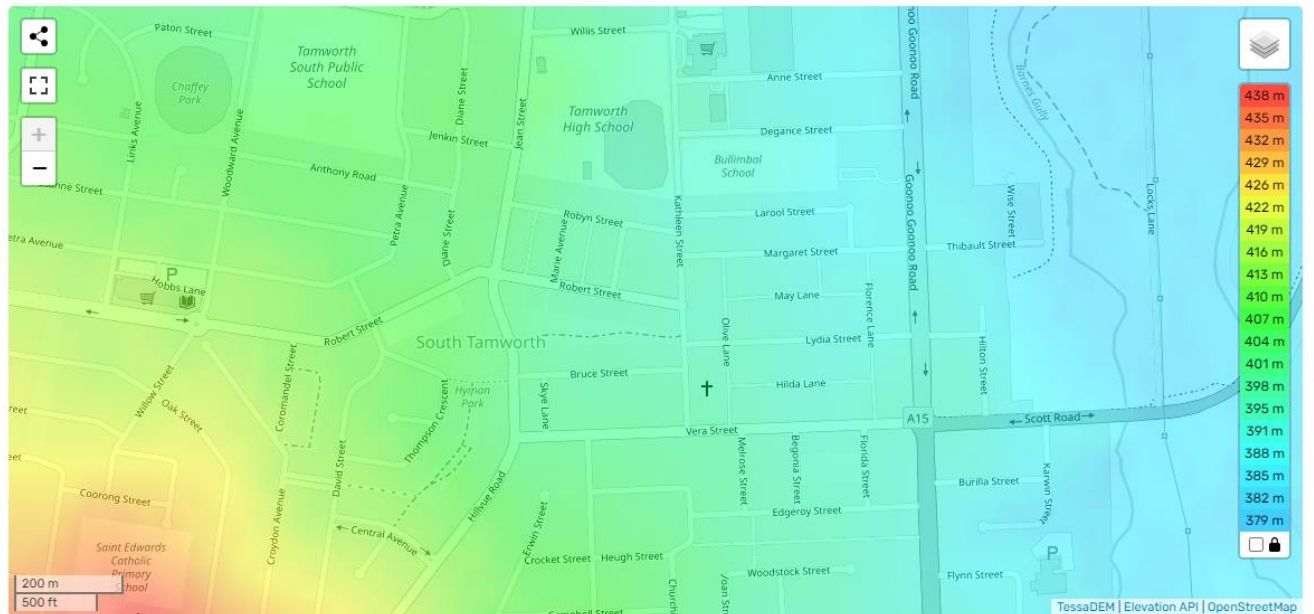 Paton Street
Willis Street
Goonoo Goonoo Road
Tamworth
South Public
School
Chaffey
Park
Diane Street
Jean Street
Anne Street
Barnes Gully
Links Avenue
Woodward Avenue
Tamworth
High School
Degance Street
Jenkin Street
Bullimbal
School
Anthony Road
Petra Avenue
Diane Street
Robyn Street
Marie Avenue
Kathleen Street
Larool Street
Goonoo Goonoo Road
Wise Street
Locks Lane
Margaret Street
Thibault Street
P
Hobbs Lane
Robert Street
May Lane
Florence Lane
Robert Street
South Tamworth
Olive Lane
Lydia Street
Hilton Street
Willow Street
Oak Street
Coromandel Street
Thompson Crescent
Hyman
Park
Bruce Street
Skye Lane
Hilda Lane
Vera Street
A15
Scott Road
David Street
Hillvue Road
Melrose Street
Begonia Street
Florida Street
Karwin Street
Coorong Street
Croydon Avenue
Central Avenue
Erwin Street
Burilla Street
Edgeroy Street
Saint Edwards
Catholic
Primary
School
Crocket Street
Heugh Street
Woodstock Street
Flynn Street
P
Campbell Street
438 m
435 m
432 m
429 m
426 m
422 m
419 m
416 m
413 m
410 m
407 m
404 m
401 m
398 m
395 m
391 m
388 m
385 m
382 m
379 m
200 m
500 ft
TessaDEM | Elevation API | OpenStreetMap